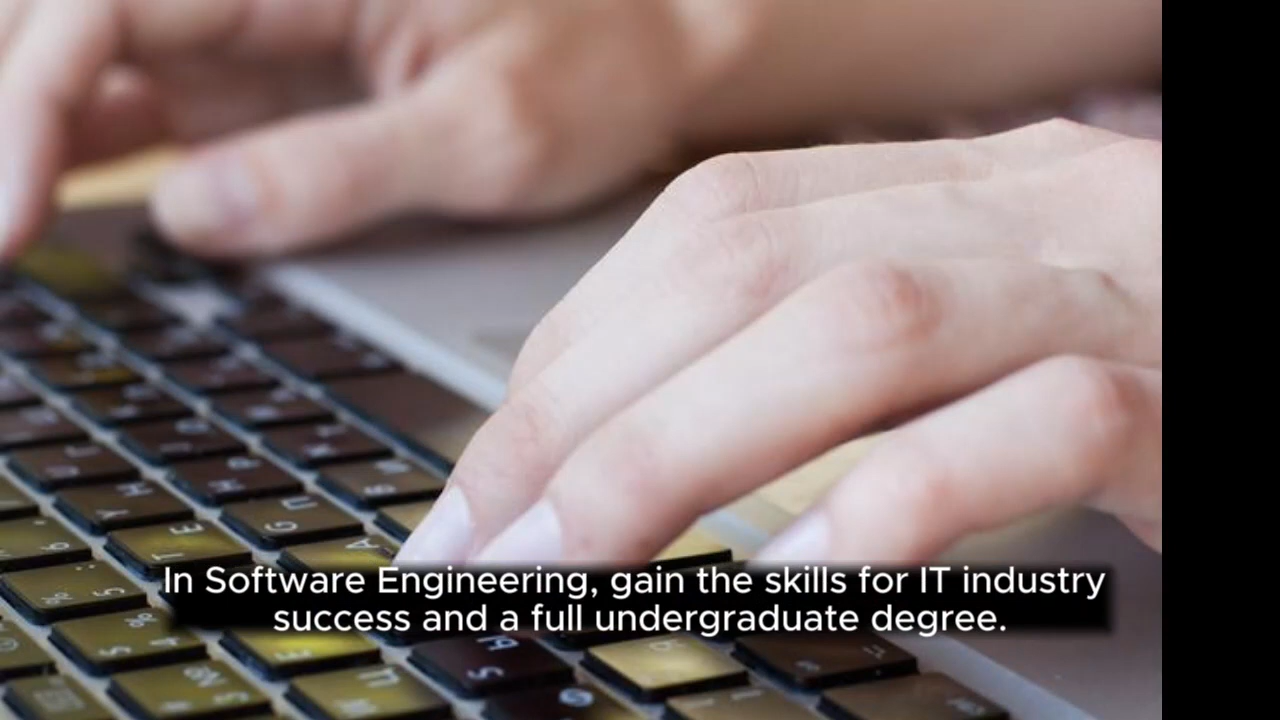 In Software Engineering, gain the skills for IT industry
success and a full undergraduate degree.